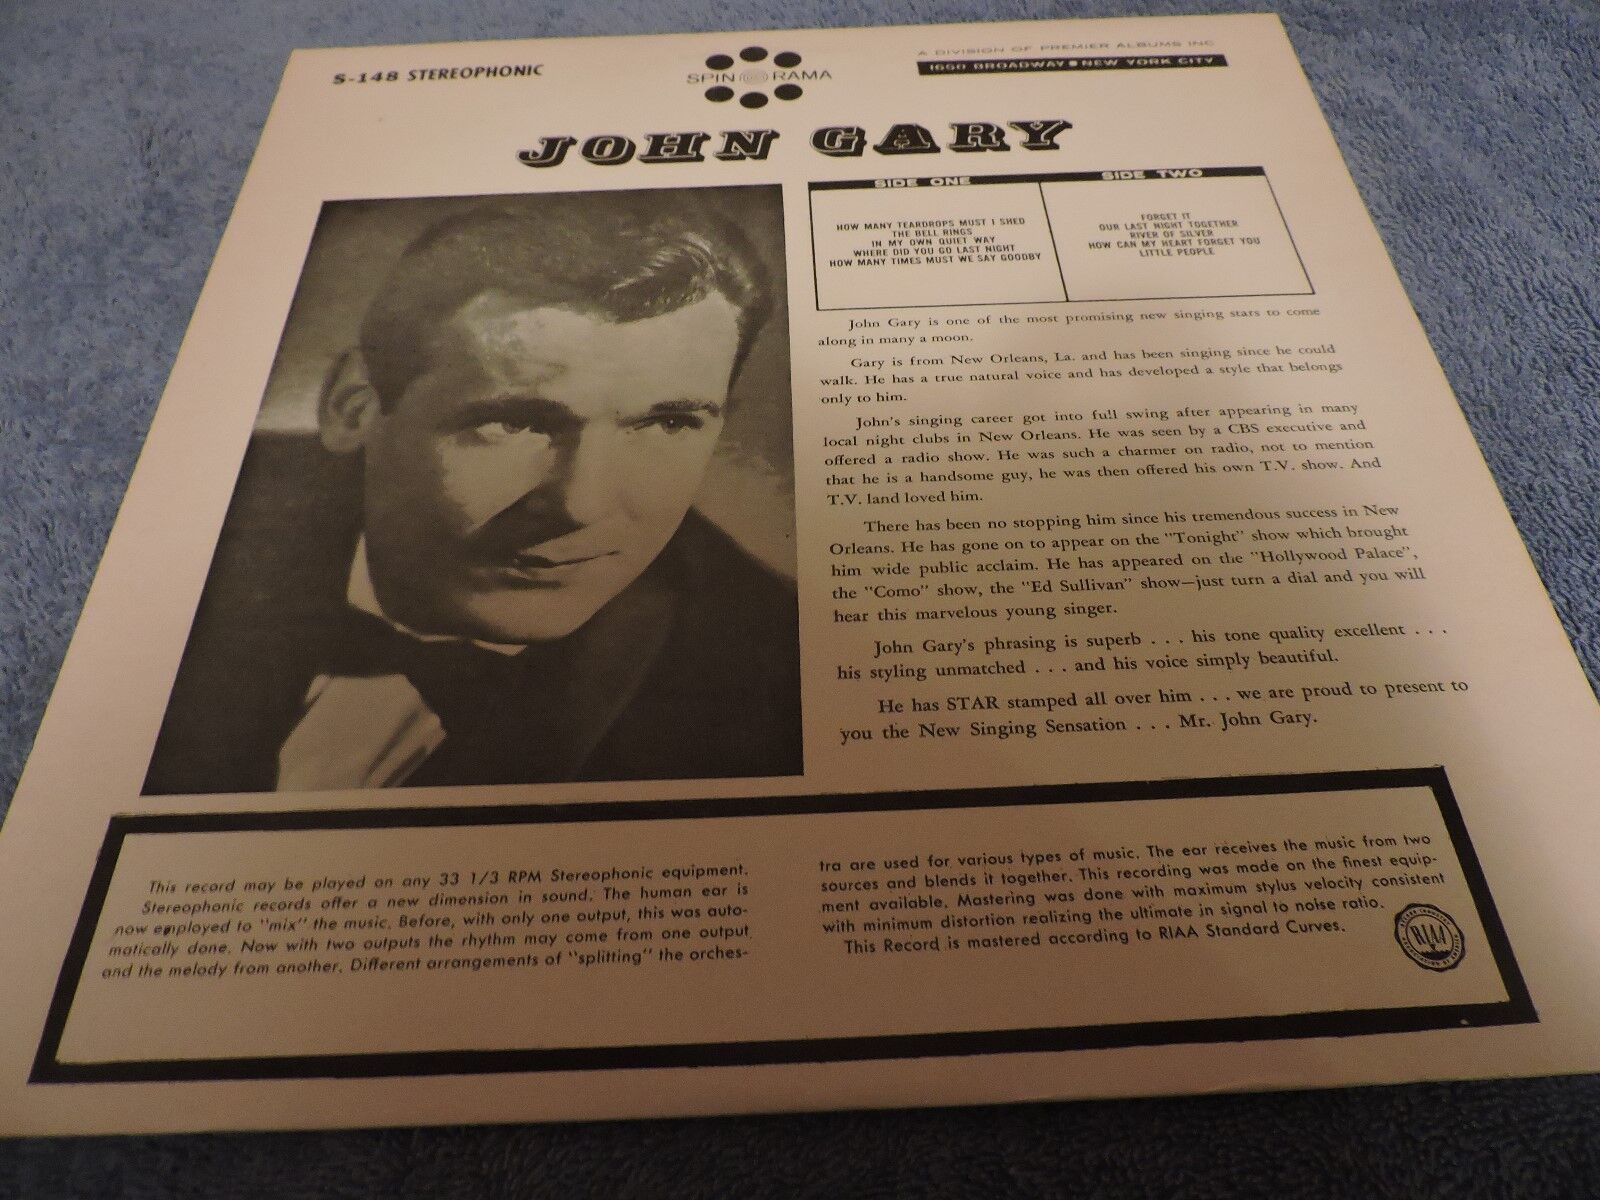 S-148 STEREOPHONIC
SPIN O RAMA
A DIVISION OF PREMIER ALBUMS INC
1650 BROADWAY • NEW YORK CITY
JOHN GARY
SIDE ONE
HOW MANY TEARDROPS MUST I SHED
THE BELL RINGS
IN MY OWN QUIET WAY
WHERE DID YOU GO LAST NIGHT
HOW MANY TIMES MUST WE SAY GOODBY
SIDE TWO
FORGET IT
OUR LAST NIGHT TOGETHER
RIVER OF SILVER
HOW CAN MY HEART FORGET YOU
LITTLE PEOPLE
John Gary is one of the most promising new singing stars to come
along in many a moon.
Gary is from New Orleans, La. and has been singing since he could
walk. He has a true natural voice and has developed a style that belongs
only to him.
John's singing career got into full swing after appearing in many
local night clubs in New Orleans. He was seen by a CBS executive and
offered a radio show. He was such a charmer on radio, not to mention
that he is a handsome guy, he was then offered his own T.V. show. And
T.V. land loved him.
There has been no stopping him since his tremendous success in New
Orleans. He has gone on to appear on the "Tonight" show which brought
him wide public acclaim. He has appeared on the "Hollywood Palace",
the "Como" show, the "Ed Sullivan" show—just turn a dial and you will
hear this marvelous young singer.
John Gary's phrasing is superb . . . his tone quality excellent . . .
his styling unmatched . . . and his voice simply beautiful.
He has STAR stamped all over him . . . we are proud to present to
you the New Singing Sensation . . . Mr. John Gary.
This record may be played on any 33 1/3 RPM Stereophonic equipment.
Stereophonic records offer a new dimension in sound. The human ear is
now employed to "mix" the music. Before, with only one output, this was auto-
matically done. Now with two outputs the rhythm may come from one output,
and the melody from another. Different arrangements of "splitting" the orches-
tra are used for various types of music. The ear receives the music from two
sources and blends it together. This recording was made on the finest equip-
ment available. Mastering was done with maximum stylus velocity consistent
with minimum distortion realizing the ultimate in signal to noise ratio.
This Record is mastered according to RIAA Standard Curves.
RIAA